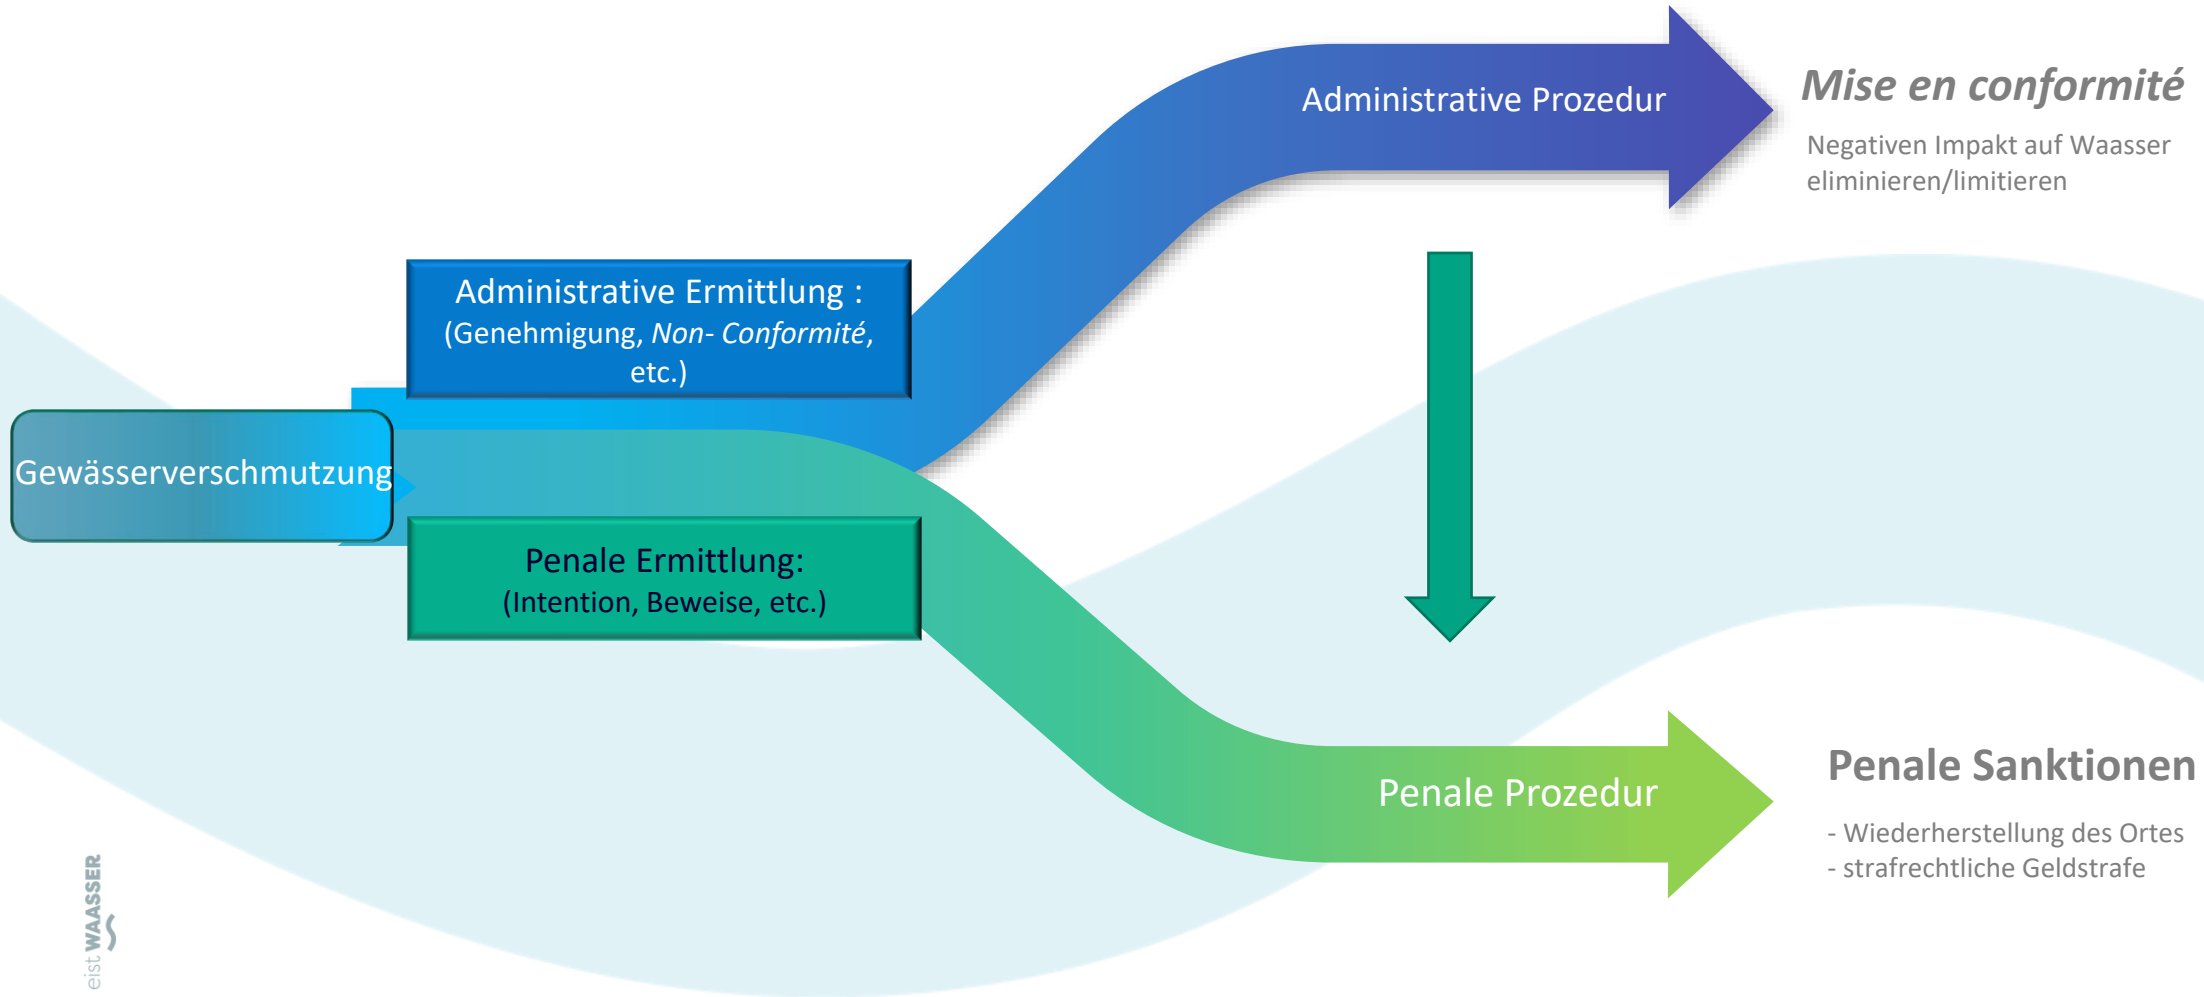 Administrative Prozedur
Mise en conformité
Negativen Impakt auf Waasser
eliminieren/limitieren
Administrative Ermittlung :
(Genehmigung, Non- Conformité,
etc.)
Gewässerverschmutzung
Penale Ermittlung:
(Intention, Beweise, etc.)
Penale Prozedur
Penale Sanktionen
- Wiederherstellung des Ortes
- strafrechtliche Geldstrafe
eist WAASSER